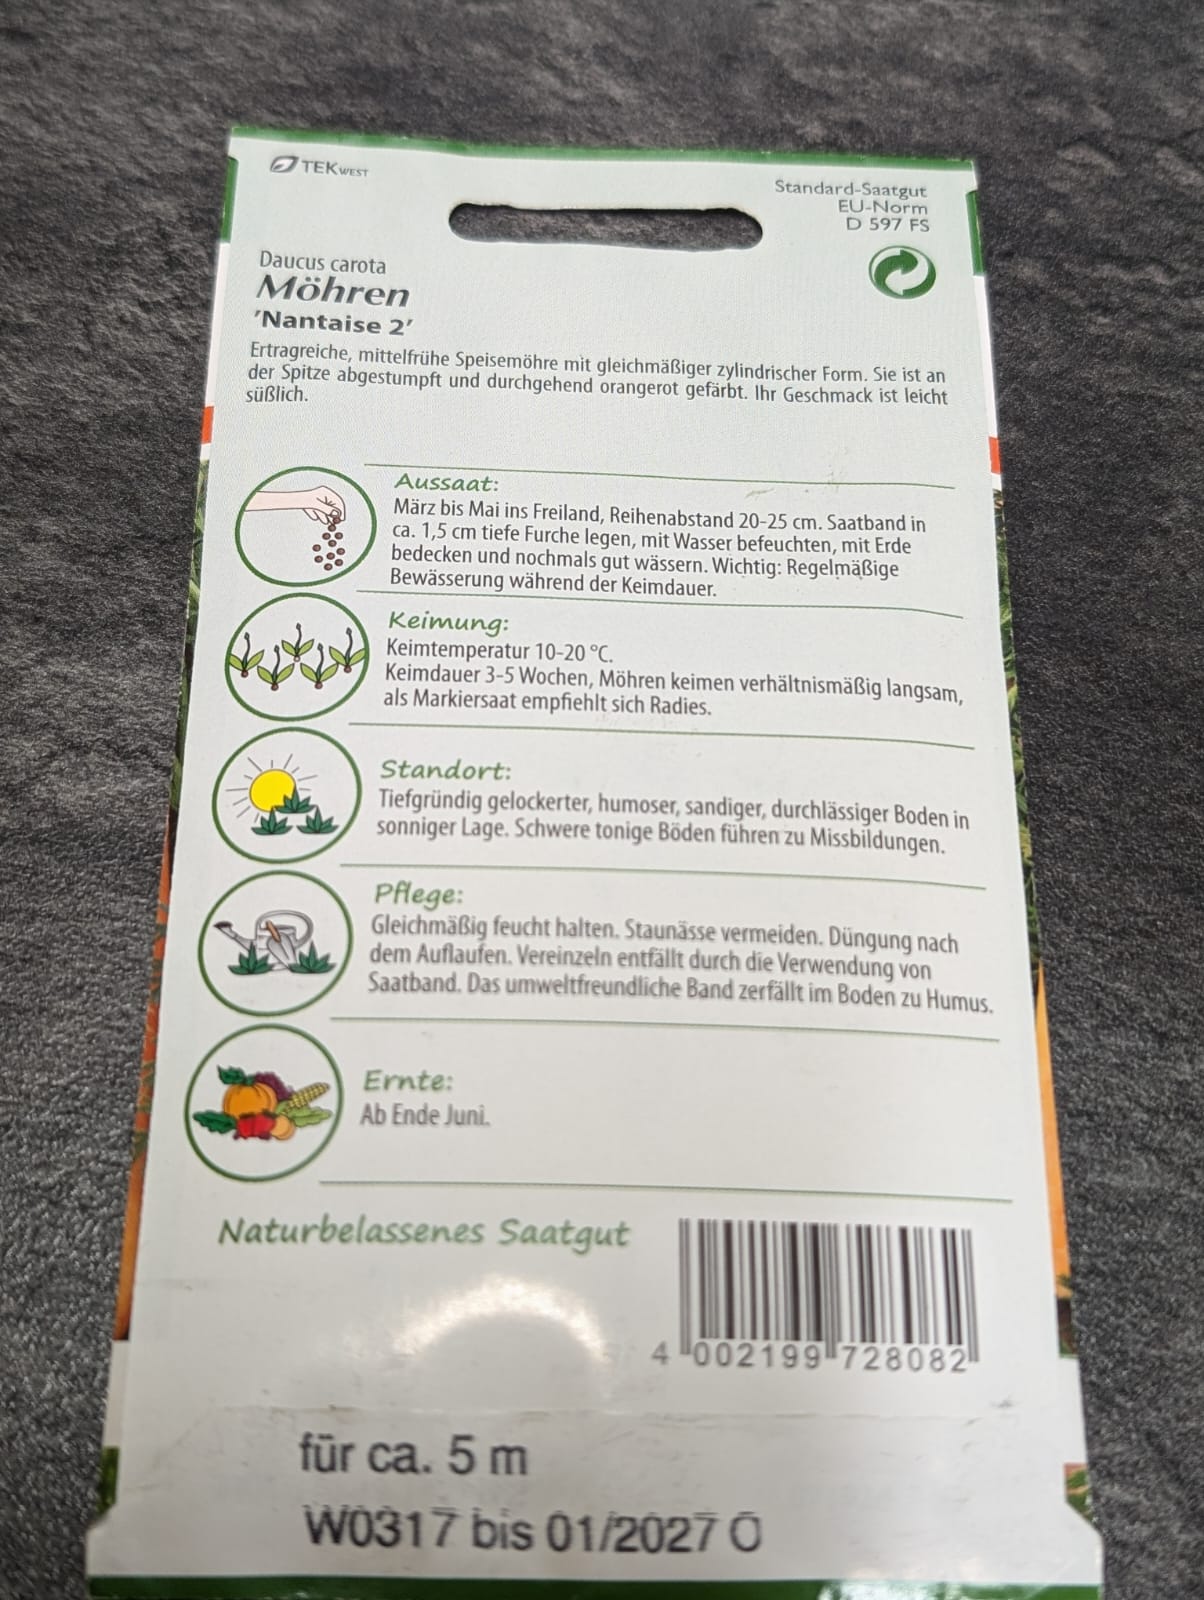 TEKWEST
Standard-Saatgut
EU-Norm
D 597 FS
Daucus carota
Möhren
'Nantaise 2'
Ertragreiche, mittelfrühe Speisemöhre mit gleichmäßiger zylindrischer Form. Sie ist an
der Spitze abgestumpft und durchgehend orangerot gefärbt. Ihr Geschmack ist leicht
süßlich.
Aussaat:
März bis Mai ins Freiland, Reihenabstand 20-25 cm. Saatband in
ca. 1,5 cm tiefe Furche legen, mit Wasser befeuchten, mit Erde
bedecken und nochmals gut wässern. Wichtig: Regelmäßige
Bewässerung während der Keimdauer.
Keimung:
Keimtemperatur 10-20 °C.
Keimdauer 3-5 Wochen, Möhren keimen verhältnismäßig langsam,
als Markiersaat empfiehlt sich Radies.
Standort:
Tiefgründig gelockerter, humoser, sandiger, durchlässiger Boden in
sonniger Lage. Schwere tonige Böden führen zu Missbildungen.
Pflege:
Gleichmäßig feucht halten. Staunässe vermeiden. Düngung nach
dem Auflaufen. Vereinzeln entfällt durch die Verwendung von
Saatband. Das umweltfreundliche Band zerfällt im Boden zu Humus.
Ernte:
Ab Ende Juni.
Naturbelassenes Saatgut
4 002199 728082
für ca. 5 m
W0317 bis 01/2027 O